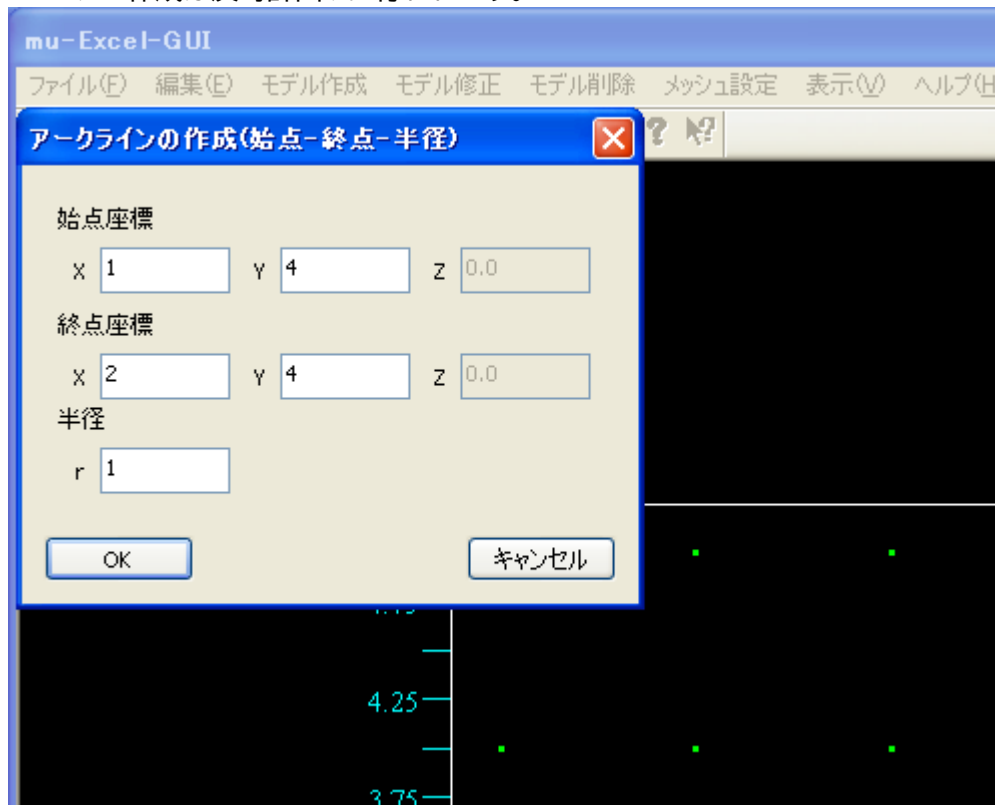 mu-Excel-GUI
ファイル(F) 編集(E) モデル作成 モデル修正 モデル削除 メッシュ設定 表示(V) ヘルプ(H
アークラインの作成(始点-終点-半径)
始点座標
X 1 Y 4 Z 0.0
終点座標
X 2 Y 4 Z 0.0
半径
r 1
OK キャンセル
4.25
3.75